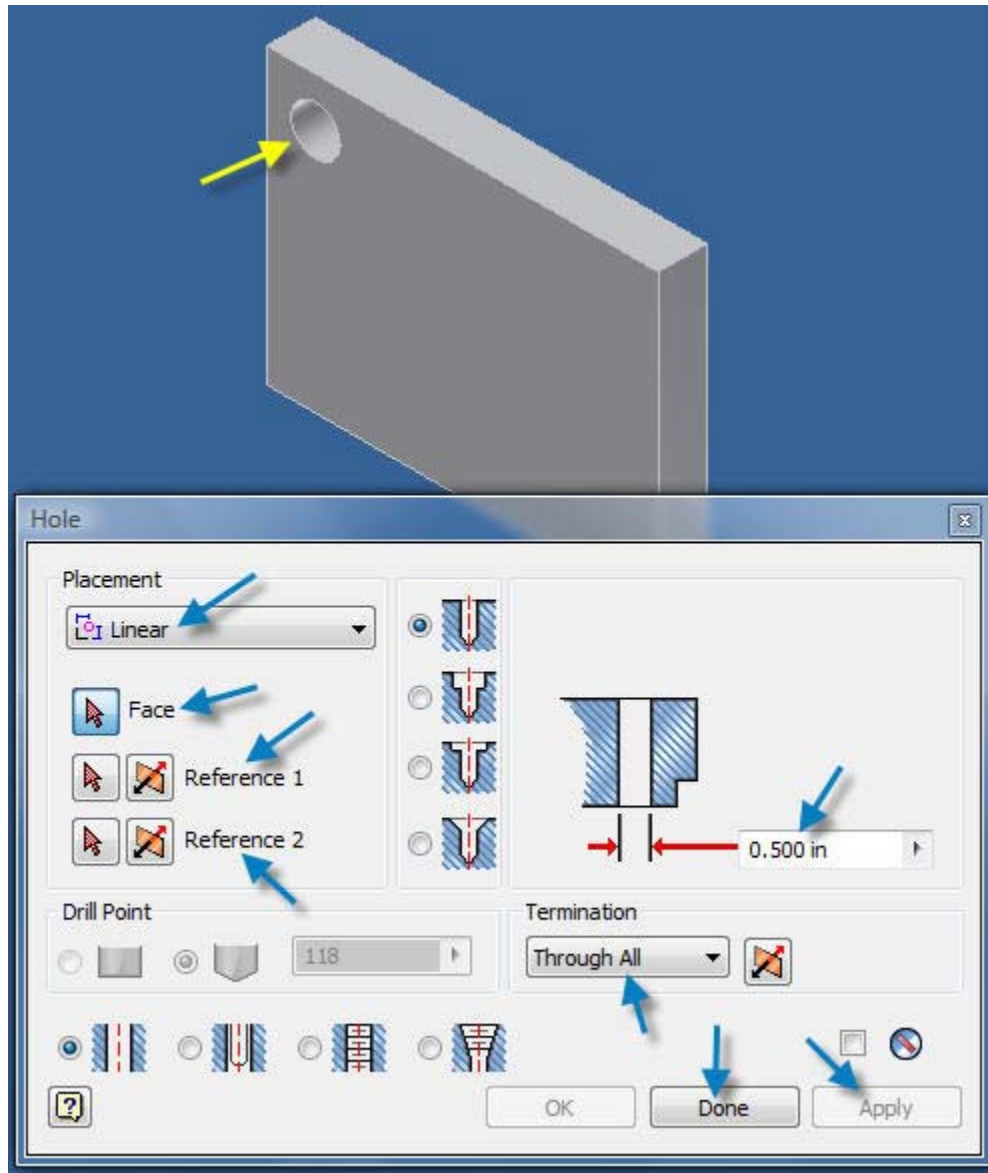 Hole
Placement
Linear
Face
Reference 1
Reference 2
0.500 in
Drill Point
118
Termination
Through All
?
OK
Done
Apply